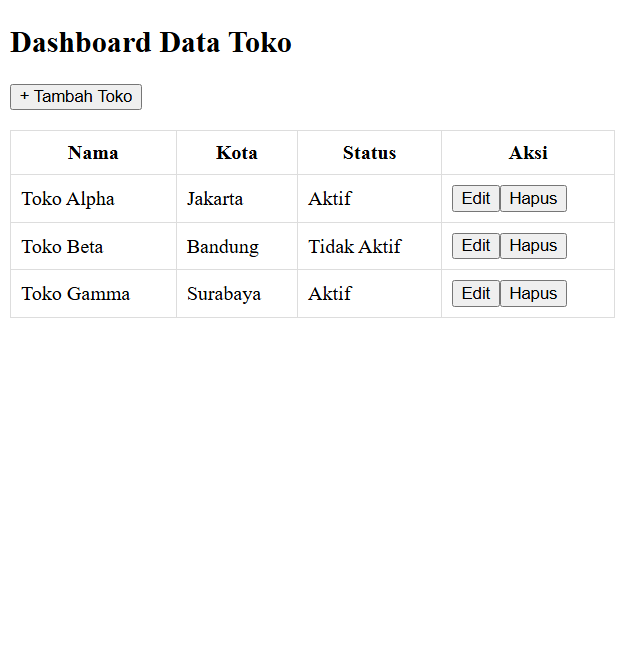 Dashboard Data Toko
+ Tambah Toko
Nama Kota Status Aksi
Toko Alpha Jakarta Aktif Edit Hapus
Toko Beta Bandung Tidak Aktif Edit Hapus
Toko Gamma Surabaya Aktif Edit Hapus